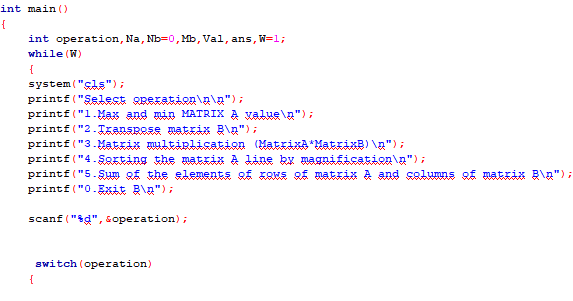 int main()
{
int operation,Na,Nb=0,Mb,Val,ans,W=1;
while(W)
{
system("cls");
printf("Select operation\n\n");
printf("1.Max and min MATRIX A value\n");
printf("2.Transpose matrix B\n");
printf("3.Matrix multiplication (MatrixA*MatrixB)\n");
printf("4.Sorting the matrix A line by magnification\n");
printf("5.Sum of the elements of rows of matrix A and columns of matrix B\n");
printf("0.Exit B\n");
scanf("%d",&operation);
switch(operation)
{